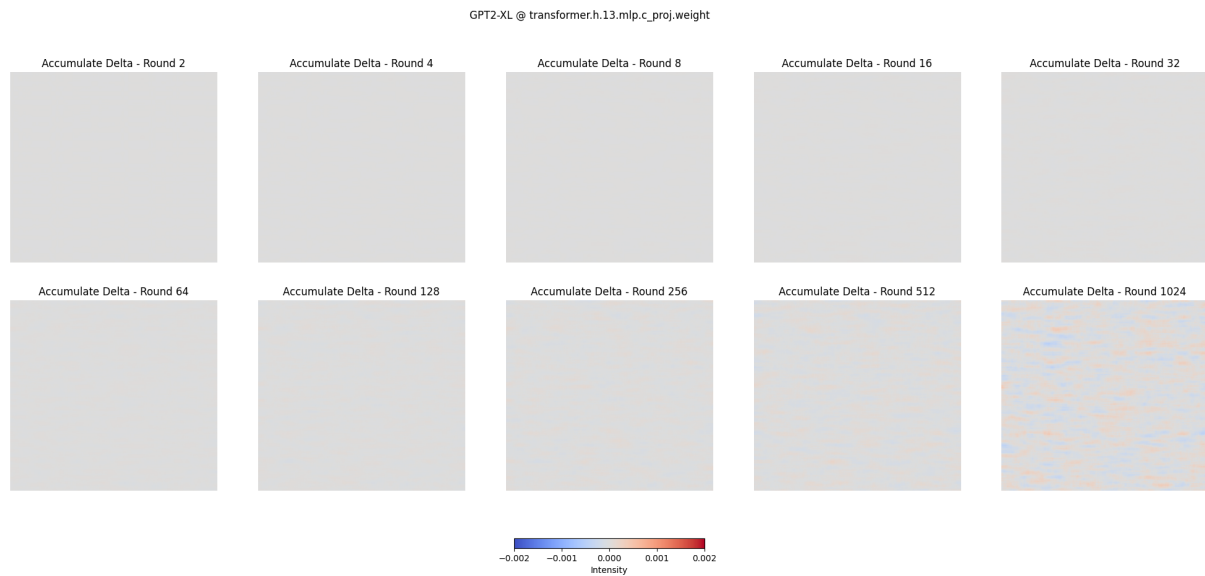 GPT2-XL @ transformer.h.13.mlp.c_proj.weight
Accumulate Delta - Round 2
Accumulate Delta - Round 4
Accumulate Delta - Round 8
Accumulate Delta - Round 16
Accumulate Delta - Round 32
Accumulate Delta - Round 64
Accumulate Delta - Round 128
Accumulate Delta - Round 256
Accumulate Delta - Round 512
Accumulate Delta - Round 1024
−0.002 −0.001 0.000 0.001 0.002
Intensity